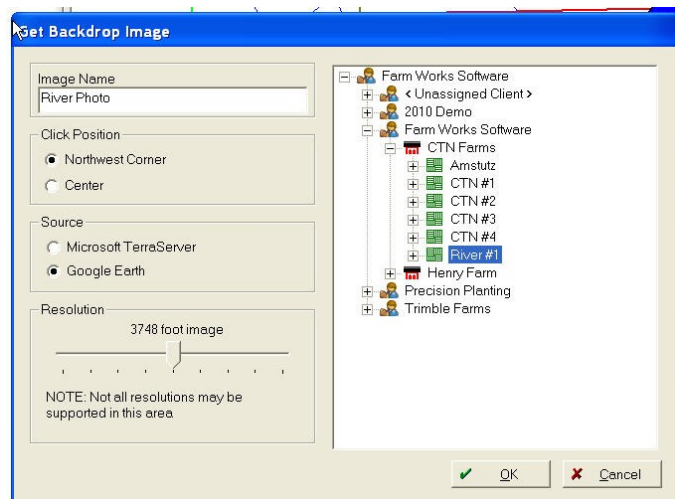 Get Backdrop Image
Image Name
River Photo
Click Position
Northwest Corner
Center
Source
Microsoft TerraServer
Google Earth
Resolution
3748 foot image
NOTE: Not all resolutions may be
supported in this area
Farm Works Software
< Unassigned Client >
2010 Demo
Farm Works Software
CTN Farms
Amstutz
CTN #1
CTN #2
CTN #3
CTN #4
River #1
Henry Farm
Precision Planting
Trimble Farms
OK
Cancel